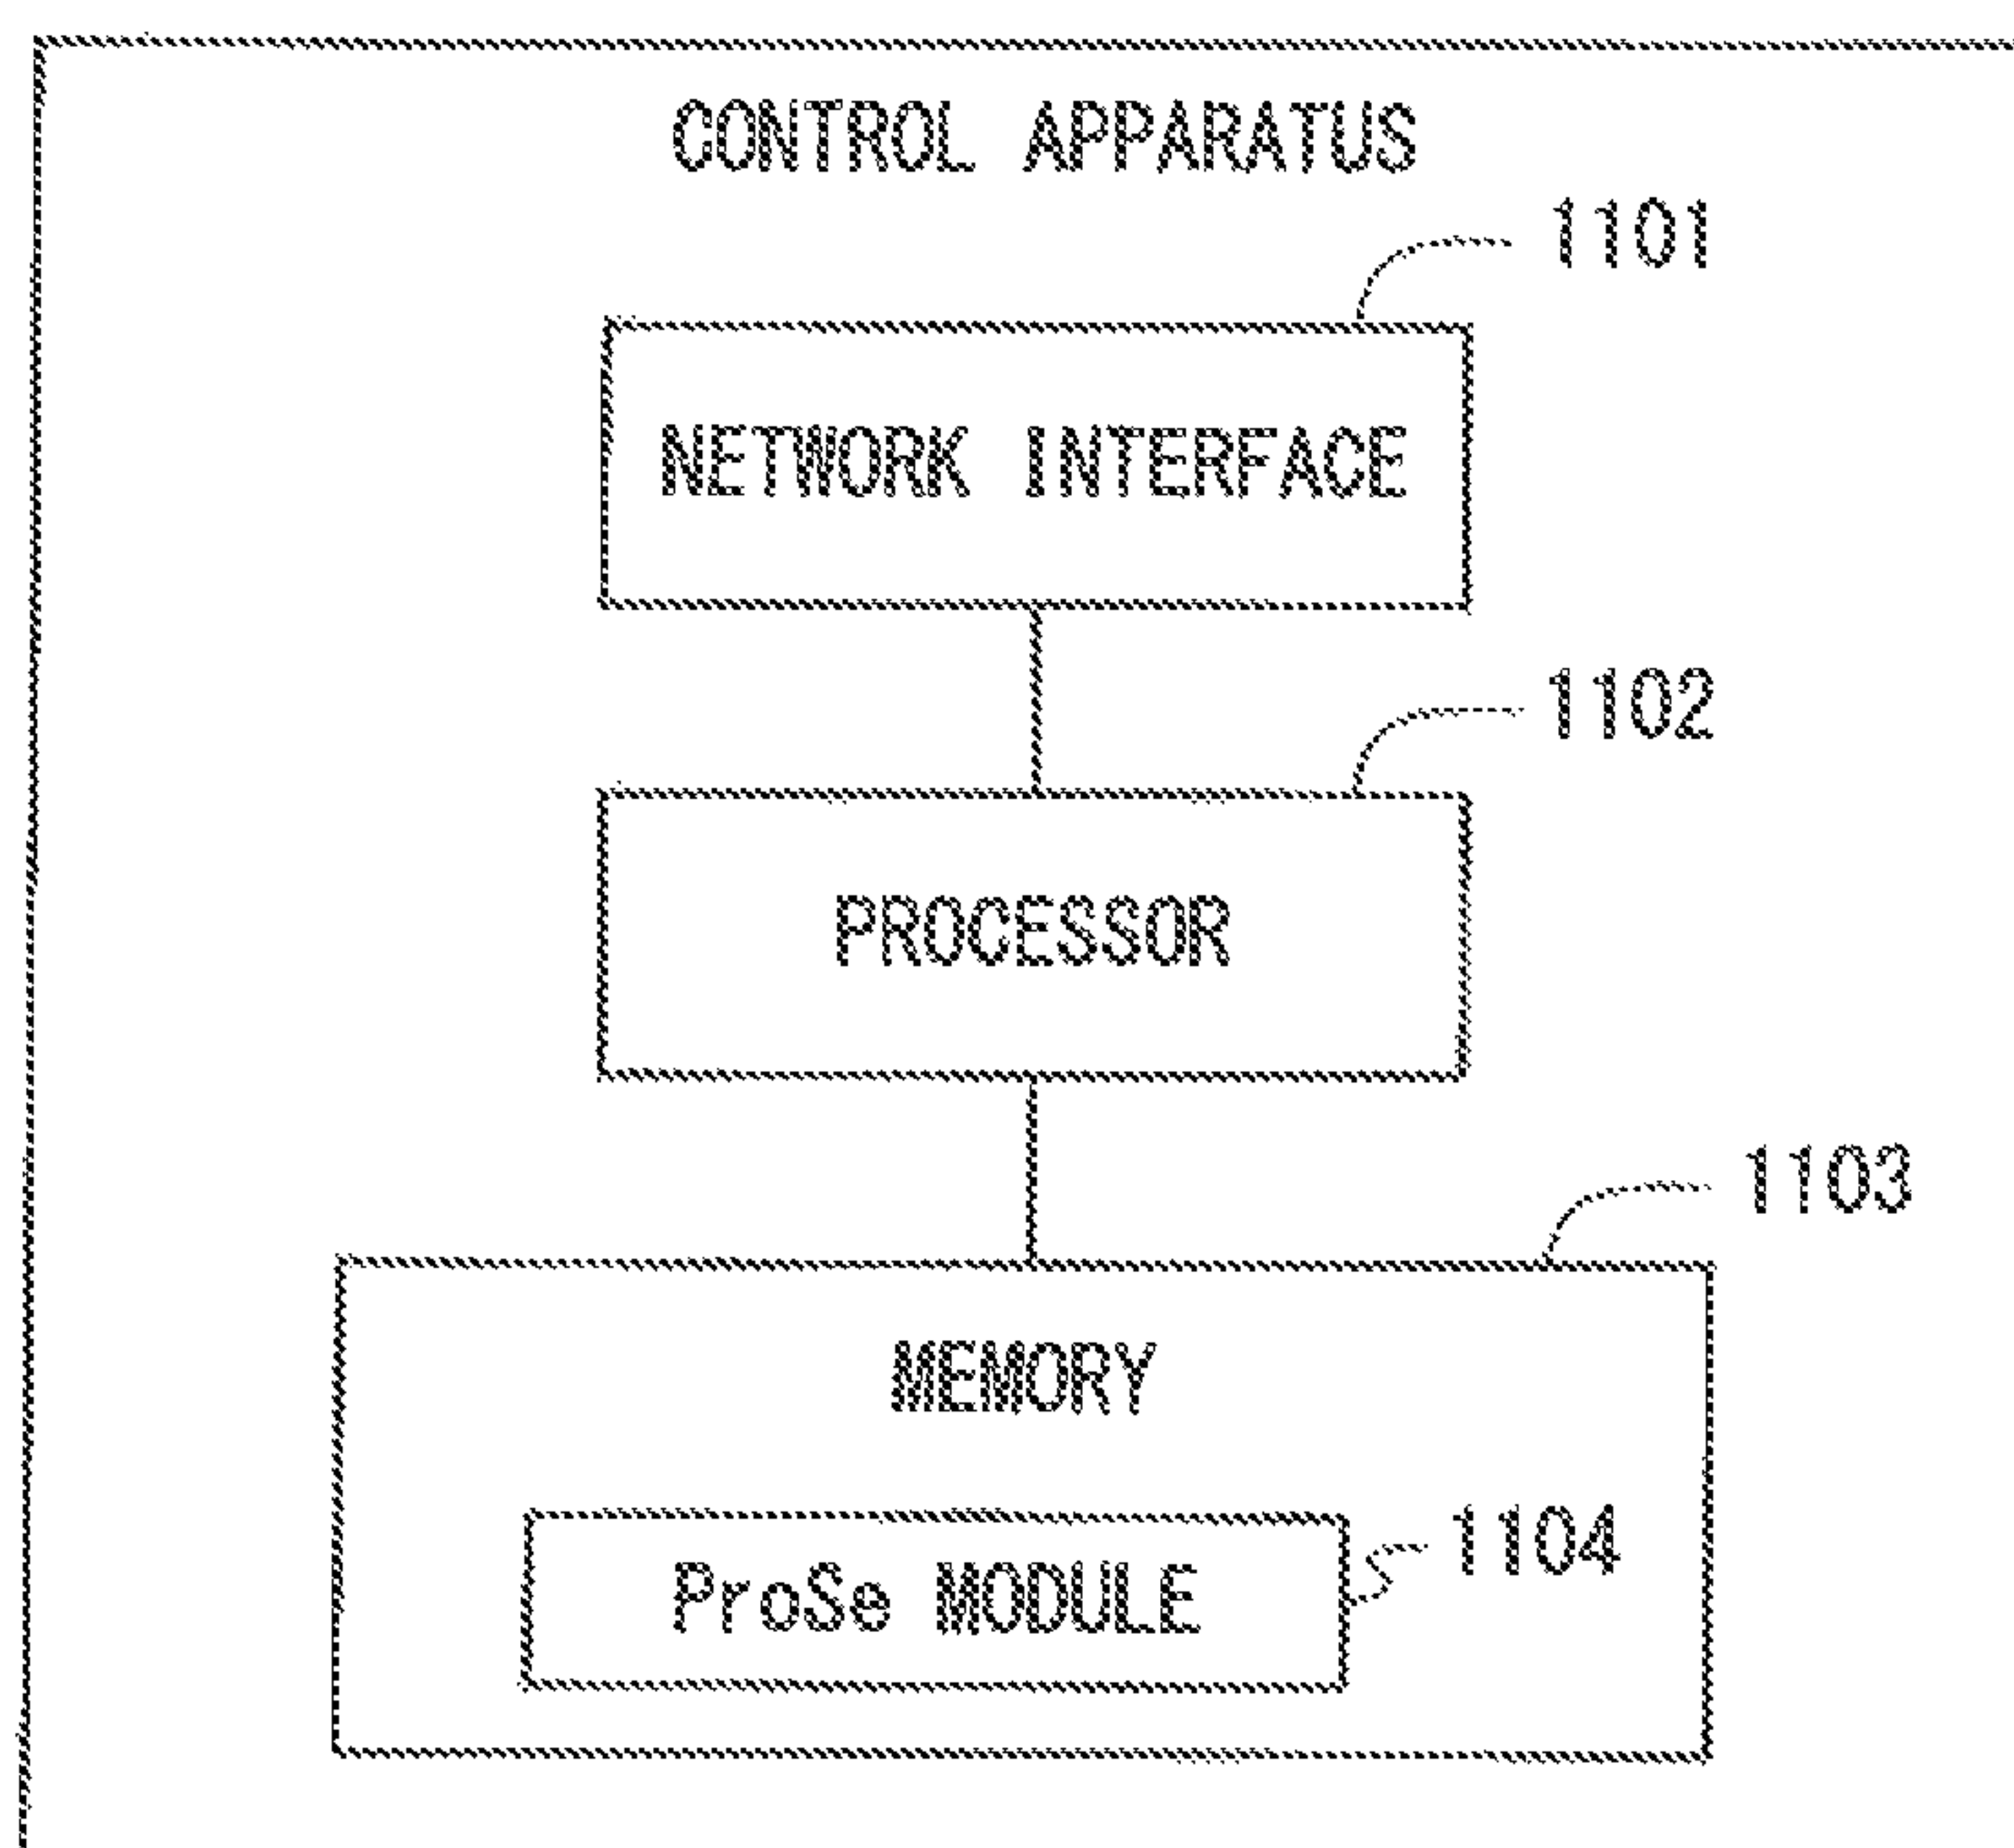 CONTROL APPARATUS
1101
NETWORK INTERFACE
1102
PROCESSOR
1103
MEMORY
1104
ProSe MODULE